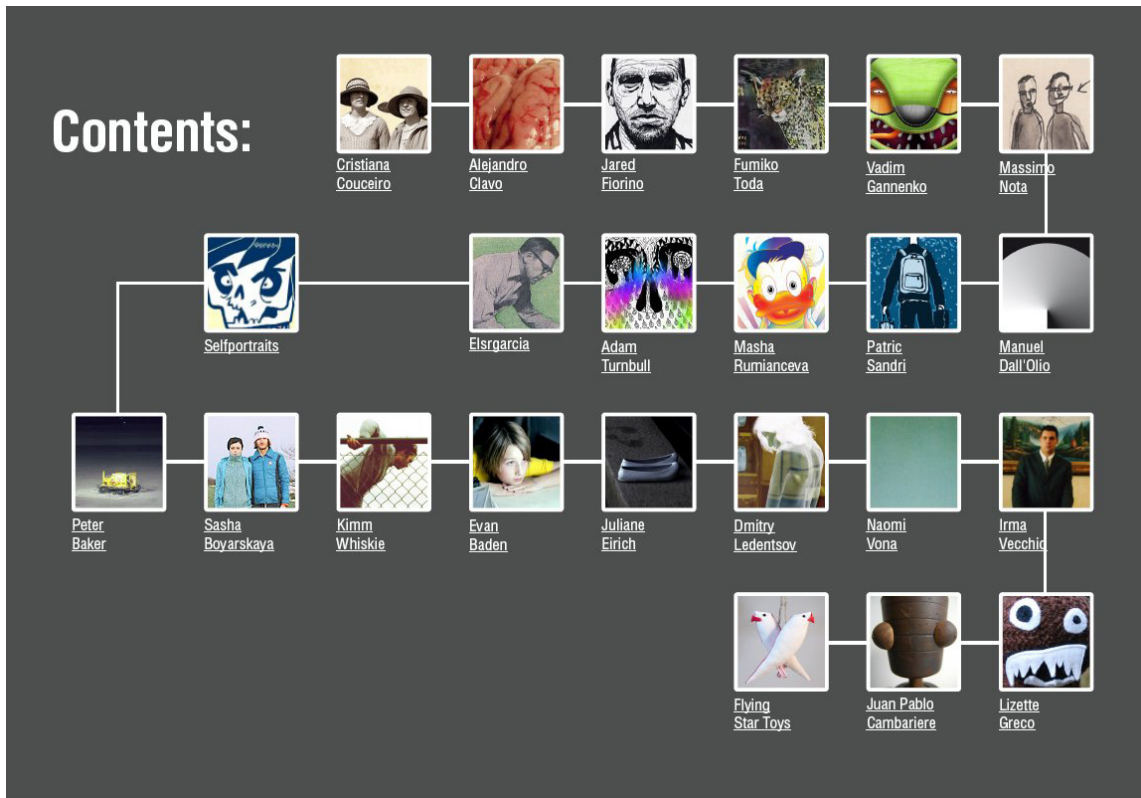 Contents:
Cristiana
Couceiro
Alejandro
Clavo
Jared
Fiorino
Fumiko
Toda
Vadim
Gannenko
Massimo
Nota
Selfportraits
Elsrgarcia
Adam
Turnbull
Masha
Rumianceva
Patric
Sandri
Manuel
Dall'Olio
Peter
Baker
Sasha
Boyarskaya
Kimm
Whiskie
Evan
Baden
Juliane
Eirich
Dmitry
Ledentsov
Naomi
Vona
Irma
Vecchio
Flying
Star Toys
Juan Pablo
Cambariere
Lizette
Greco